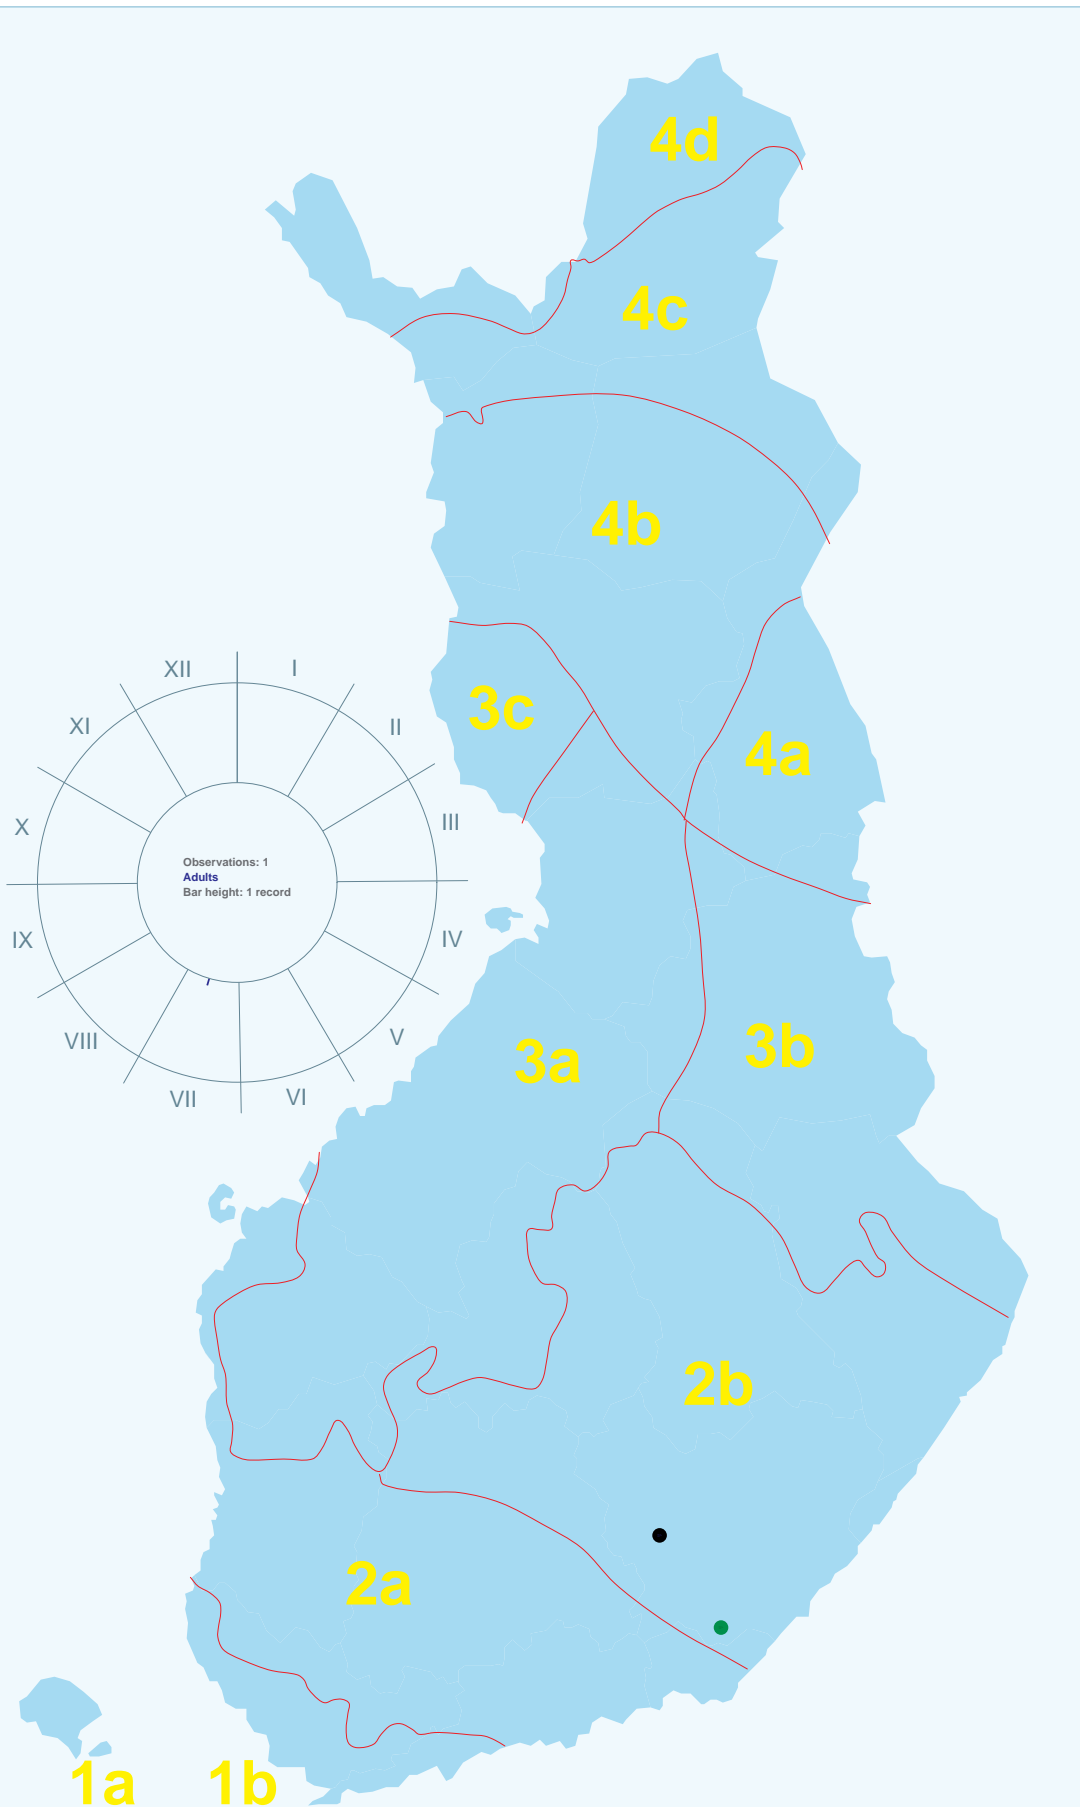 4d
4c
4b
XII
I
3c
XI
II
4a
X
III
Observations: 1
Adults
Bar height: 1 record
IX
IV
VIII
V
3a
3b
VII
VI
2b
2a
1a
1b